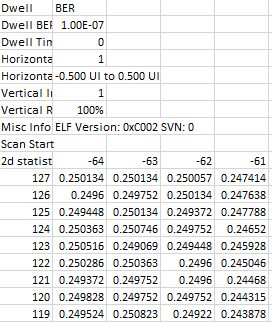 Dwell BER
Dwell BER 1.00E-07
Dwell Tim 0
Horizonta 1
Horizonta -0.500 UI to 0.500 UI
Vertical I 1
Vertical R 100%
Misc Info ELF Version: 0xC002 SVN: 0
Scan Start
2d statist -64 -63 -62 -61
127 0.250134 0.250134 0.250057 0.247414
126 0.2496 0.249752 0.250134 0.247638
125 0.249448 0.250134 0.249372 0.247788
124 0.250363 0.250746 0.249752 0.24652
123 0.250516 0.249069 0.249448 0.245928
122 0.250286 0.250363 0.2496 0.245046
121 0.249372 0.249752 0.2496 0.24468
120 0.249828 0.249752 0.249752 0.244315
119 0.249524 0.250823 0.24922 0.243878